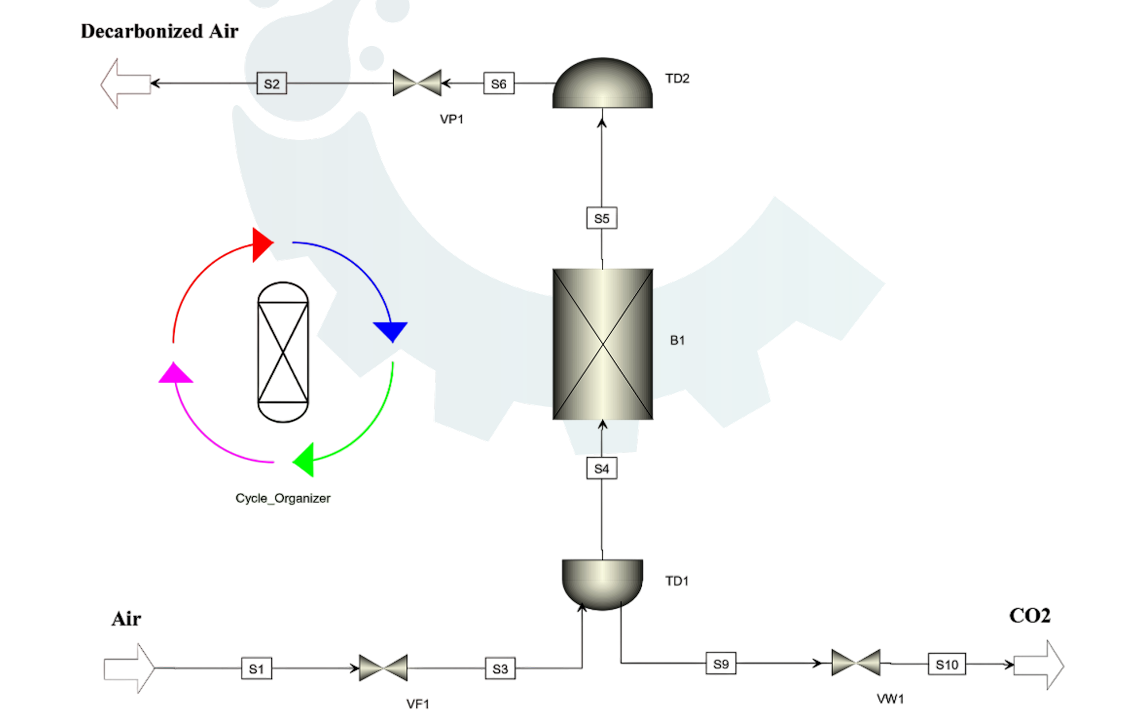 Decarbonized Air
S2
VP1
S6
TD2
S5
B1
S4
Cycle_Organizer
TD1
Air
S1
VF1
S3
S9
VW1
S10
CO2